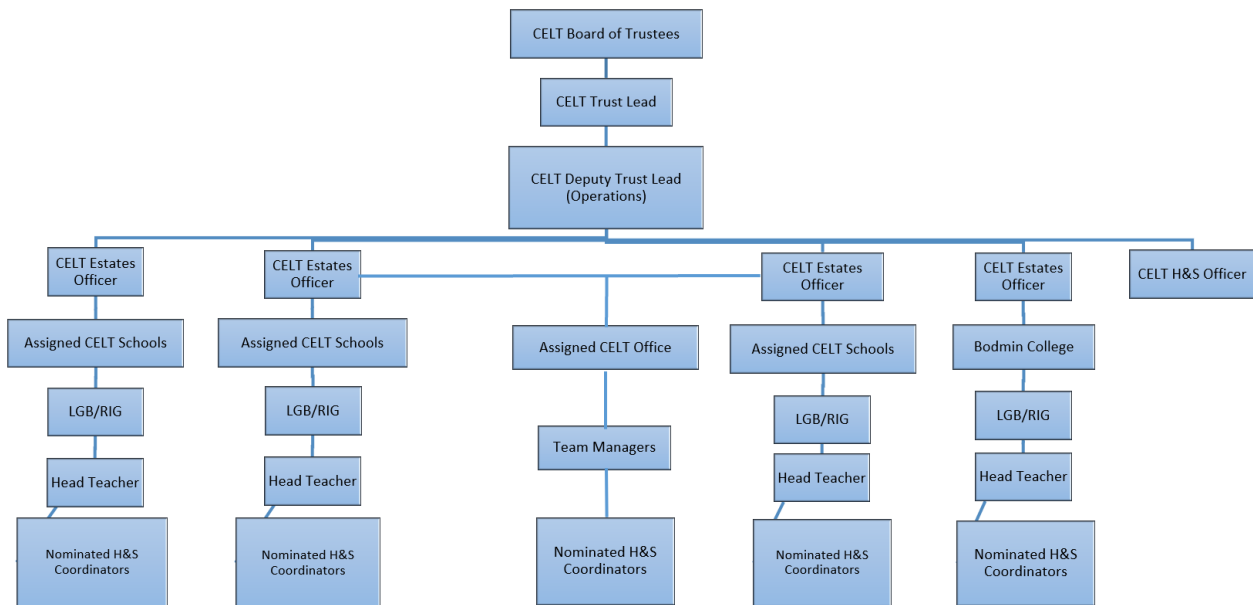 CELT Board of Trustees
CELT Trust Lead
CELT Deputy Trust Lead
(Operations)
CELT Estates
Officer
CELT Estates
Officer
CELT Estates
Officer
CELT Estates
Officer
CELT H&S Officer
Assigned CELT Schools
Assigned CELT Schools
Assigned CELT Office
Assigned CELT Schools
Bodmin College
LGB/RIG
LGB/RIG
LGB/RIG
LGB/RIG
Team Managers
Head Teacher
Head Teacher
Head Teacher
Head Teacher
Nominated H&S
Coordinators
Nominated H&S
Coordinators
Nominated H&S
Coordinators
Nominated H&S
Coordinators
Nominated H&S
Coordinators